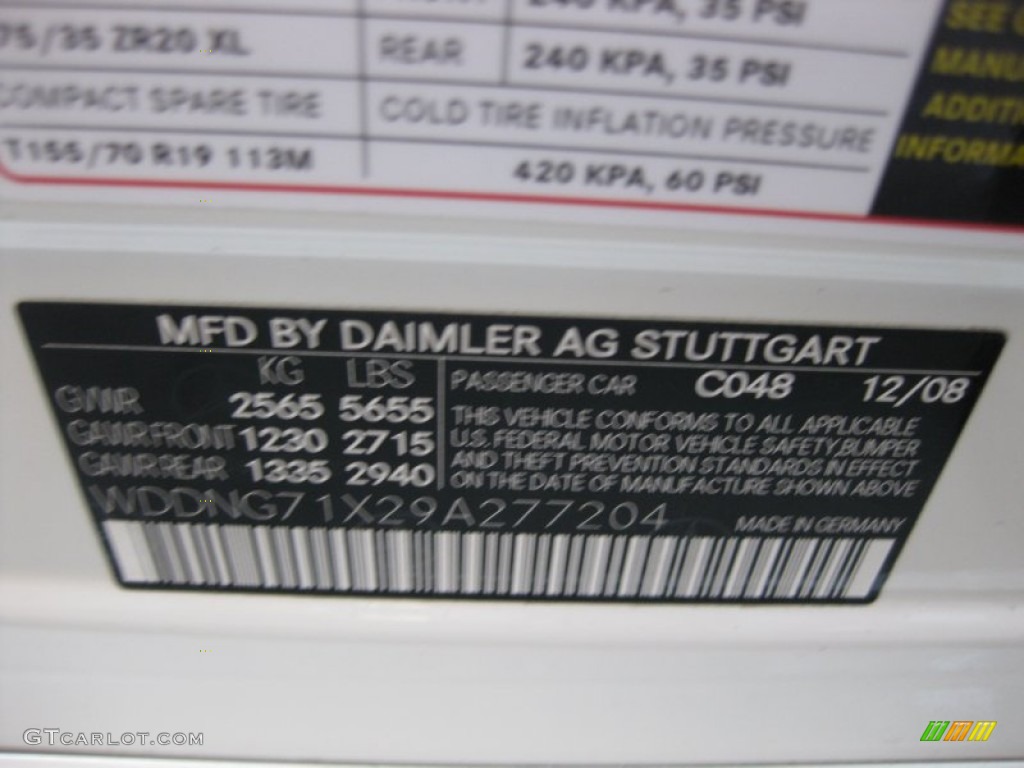 240 KPA, 35 PSI
75/35 ZR20 XL REAR 240 KPA, 35 PSI
COMPACT SPARE TIRE COLD TIRE INFLATION PRESSURE
T155/70 R19 113M 420 KPA, 60 PSI
SEE
MFD BY DAIMLER AG STUTTGART
KG LBS
GVWR 2565 5655
GAWR FRONT 1230 2715
GAWR REAR 1335 2940
PASSENGER CAR C048 12/08
THIS VEHICLE CONFORMS TO ALL APPLICABLE
U.S. FEDERAL MOTOR VEHICLE SAFETY, BUMPER
AND THEFT PREVENTION STANDARDS IN EFFECT
ON THE DATE OF MANUFACTURE SHOWN ABOVE
WDDNG71X29A277204
MADE IN GERMANY
GTCARLOT.COM